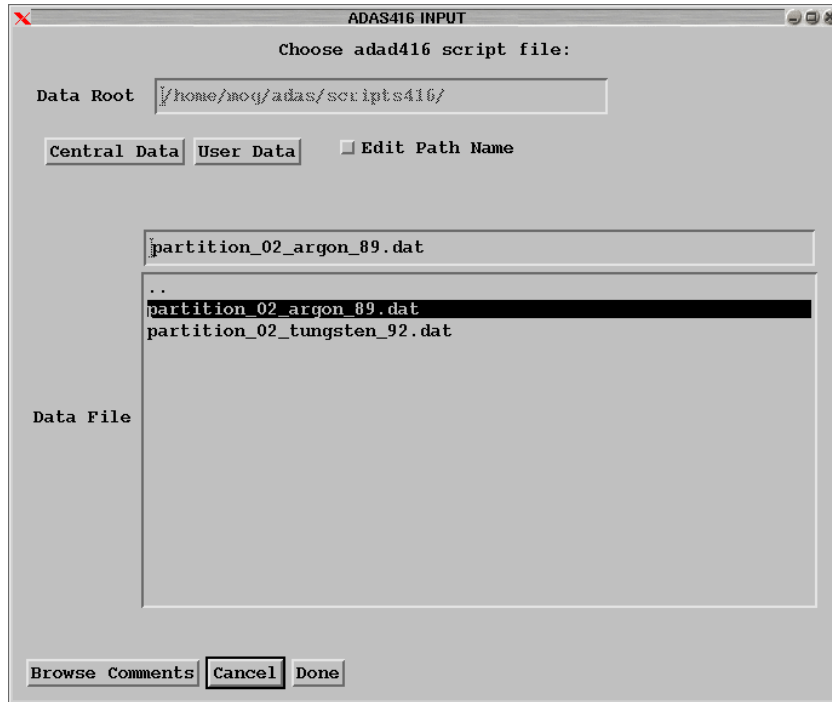 ADAS416 INPUT
Choose adad416 script file:
Data Root /home/mog/adas/scripts416/
Central Data User Data Edit Path Name
partition_02_argon_89.dat
..
partition_02_argon_89.dat
partition_02_tungsten_92.dat
Data File
Browse Comments Cancel Done